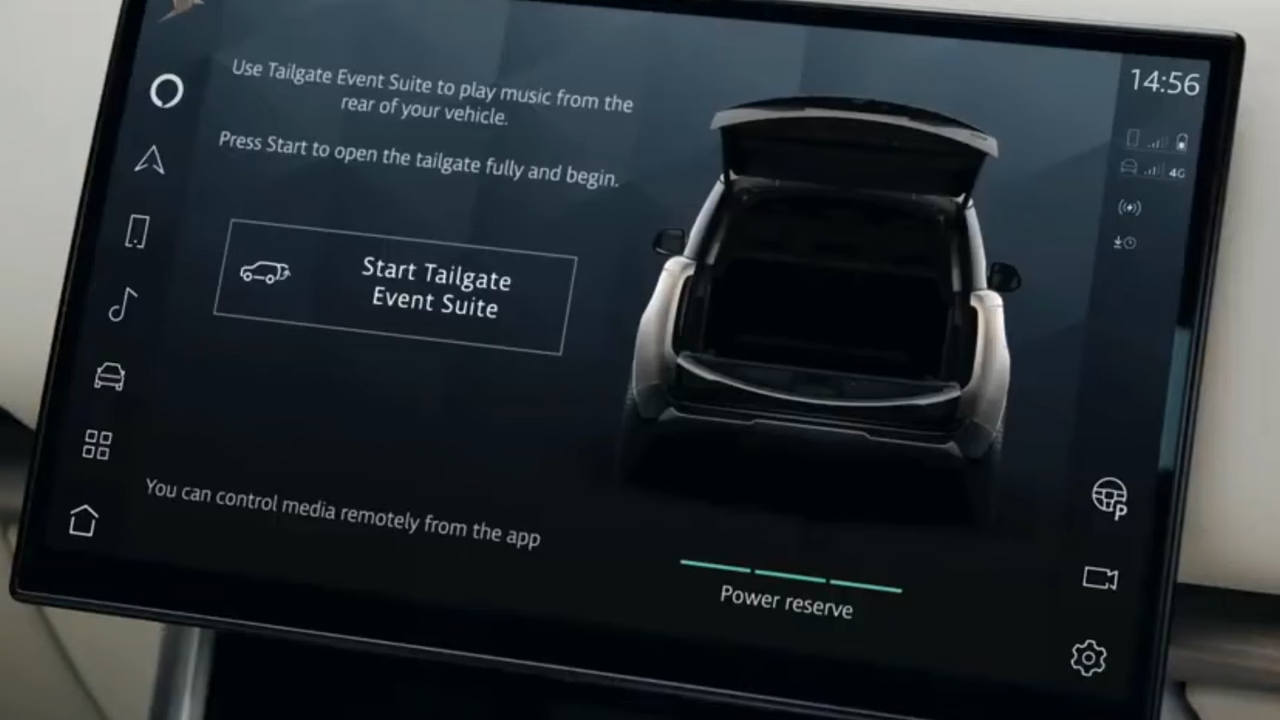 Use Tailgate Event Suite to play music from the
rear of your vehicle.
Press Start to open the tailgate fully and begin.
Start Tailgate
Event Suite
You can control media remotely from the app
Power reserve
14:56
4G
P